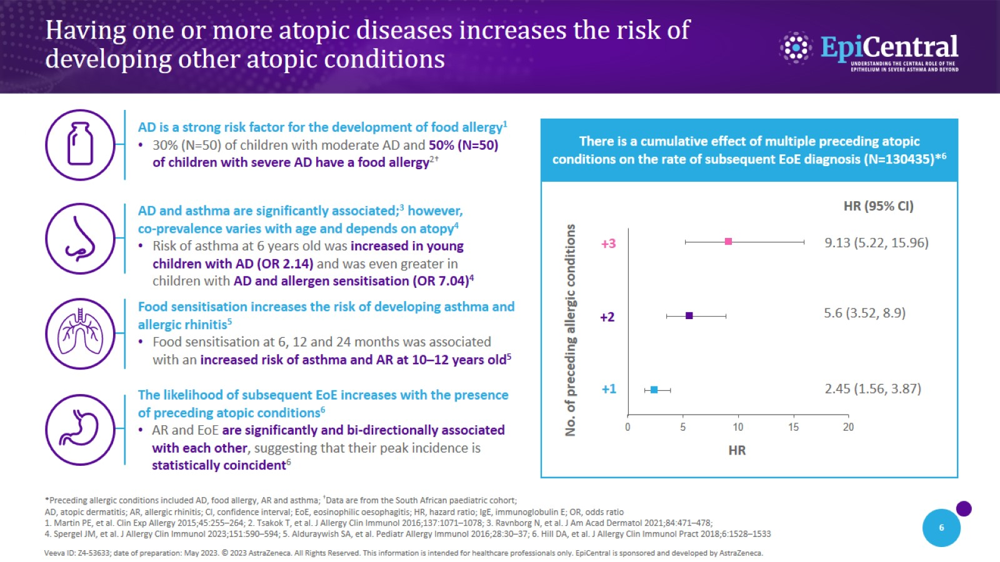 Having one or more atopic diseases increases the risk of
developing other atopic conditions
EpiCentral
UNDERSTANDING THE CENTRAL ROLE OF THE
EPITHELIUM IN SEVERE ASTHMA AND BEYOND
AD is a strong risk factor for the development of food allergy¹
• 30% (N=50) of children with moderate AD and 50% (N=50)
of children with severe AD have a food allergy²†
AD and asthma are significantly associated;³ however,
co-prevalence varies with age and depends on atopy⁴
• Risk of asthma at 6 years old was increased in young
children with AD (OR 2.14) and was even greater in
children with AD and allergen sensitisation (OR 7.04)⁴
Food sensitisation increases the risk of developing asthma and
allergic rhinitis⁵
• Food sensitisation at 6, 12 and 24 months was associated
with an increased risk of asthma and AR at 10–12 years old⁵
The likelihood of subsequent EoE increases with the presence
of preceding atopic conditions⁶
• AR and EoE are significantly and bi-directionally associated
with each other, suggesting that their peak incidence is
statistically coincident⁶
There is a cumulative effect of multiple preceding atopic
conditions on the rate of subsequent EoE diagnosis (N=130435)*⁶
HR (95% CI)
No. of preceding allergic conditions
+3
9.13 (5.22, 15.96)
+2
5.6 (3.52, 8.9)
+1
2.45 (1.56, 3.87)
0 5 10 15 20
HR
*Preceding allergic conditions included AD, food allergy, AR and asthma; †Data are from the South African paediatric cohort;
AD, atopic dermatitis; AR, allergic rhinitis; CI, confidence interval; EoE, eosinophilic oesophagitis; HR, hazard ratio; IgE, immunoglobulin E; OR, odds ratio
1. Martin PE, et al. Clin Exp Allergy 2015;45:255–264; 2. Tsakok T, et al. J Allergy Clin Immunol 2016;137:1071–1078; 3. Ravnborg N, et al. J Am Acad Dermatol 2021;84:471–478;
4. Spergel JM, et al. J Allergy Clin Immunol 2023;151:590–594; 5. Alduraywish SA, et al. Pediatr Allergy Immunol 2016;28:30–37; 6. Hill DA, et al. J Allergy Clin Immunol Pract 2018;6:1528–1533
6
Veeva ID: Z4-53633; date of preparation: May 2023. © 2023 AstraZeneca. All Rights Reserved. This information is intended for healthcare professionals only. EpiCentral is sponsored and developed by AstraZeneca.